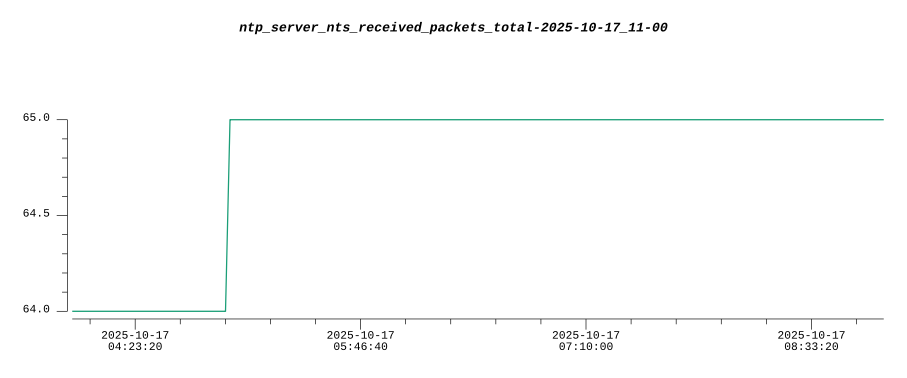 ntp_server_nts_received_packets_total-2025-10-17_11-00
65.0
64.5
64.0
2025-10-17 2025-10-17 2025-10-17 2025-10-17
04:23:20 05:46:40 07:10:00 08:33:20